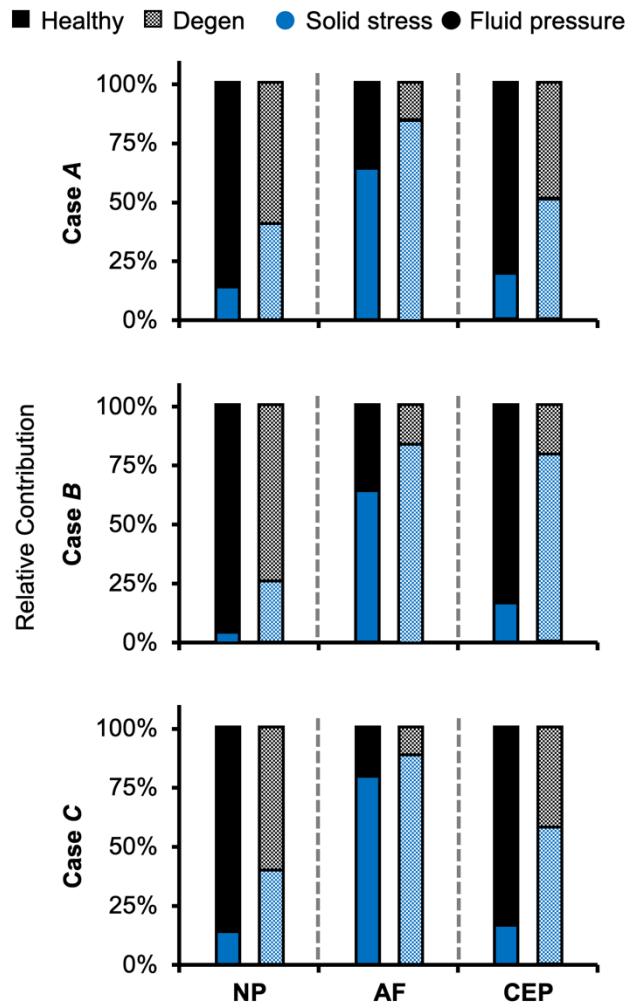 Healthy Degen Solid stress Fluid pressure
Relative Contribution
Case A
100%
75%
50%
25%
0%
Case B
100%
75%
50%
25%
0%
Case C
100%
75%
50%
25%
0%
NP AF CEP